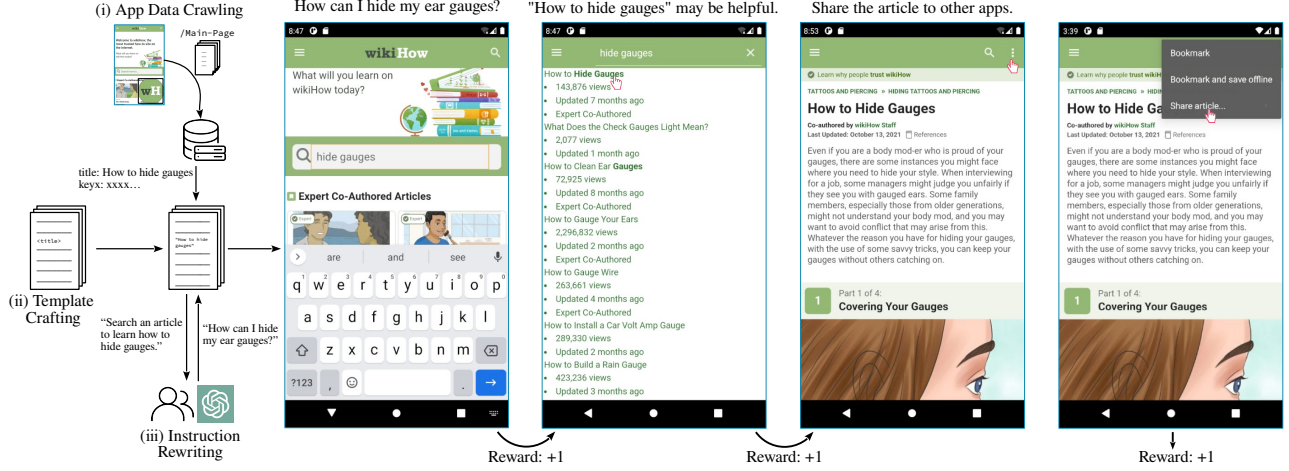 (i) App Data Crawling
/Main-Page
title: How to hide gauges
keyx: xxxx…
<title>
"How to hide
gauges"
(ii) Template
Crafting
“Search an article
to learn how to
hide gauges.”
“How can I hide
my ear gauges?”
(iii) Instruction
Rewriting
How can I hide my ear gauges?
8:47
wikiHow
What will you learn on
wikiHow today?
hide gauges
Expert Co-Authored Articles
Expert
Expert
are and see
q1 w2 e3 r4 t5 y6 u7 i8 o9 p0
a s d f g h j k l
z x c v b n m
?123 , .
Reward: +1
"How to hide gauges" may be helpful.
8:47
hide gauges
How to Hide Gauges
• 143,876 views
• Updated 7 months ago
• Expert Co-Authored
What Does the Check Gauges Light Mean?
• 2,077 views
• Updated 1 month ago
How to Clean Ear Gauges
• 72,925 views
• Updated 8 months ago
• Expert Co-Authored
How to Gauge Your Ears
• 2,296,832 views
• Updated 2 months ago
• Expert Co-Authored
How to Gauge Wire
• 263,661 views
• Updated 4 months ago
• Expert Co-Authored
How to Install a Car Volt Amp Gauge
• 289,330 views
• Updated 2 months ago
How to Build a Rain Gauge
• 423,236 views
• Updated 3 months ago
Reward: +1
Share the article to other apps.
8:53
Learn why people trust wikiHow
TATTOOS AND PIERCING » HIDING TATTOOS AND PIERCING
How to Hide Gauges
Co-authored by wikiHow Staff
Last Updated: October 13, 2021 References
Even if you are a body mod-er who is proud of your
gauges, there are some instances you might face
where you need to hide your style. When interviewing
for a job, some managers might judge you unfairly if
they see you with gauged ears. Some family
members, especially those from older generations,
might not understand your body mod, and you may
want to avoid conflict that may arise from this.
Whatever the reason you have for hiding your gauges,
with the use of some savvy tricks, you can keep your
gauges without others catching on.
1
Part 1 of 4:
Covering Your Gauges
3:39
Bookmark
Bookmark and save offline
Share article...
Learn why people trust wikiH
TATTOOS AND PIERCING » HIDI
How to Hide Ga
Co-authored by wikiHow Staff
Last Updated: October 13, 2021 References
Even if you are a body mod-er who is proud of your
gauges, there are some instances you might face
where you need to hide your style. When interviewing
for a job, some managers might judge you unfairly if
they see you with gauged ears. Some family
members, especially those from older generations,
might not understand your body mod, and you may
want to avoid conflict that may arise from this.
Whatever the reason you have for hiding your gauges,
with the use of some savvy tricks, you can keep your
gauges without others catching on.
1
Part 1 of 4:
Covering Your Gauges
Reward: +1